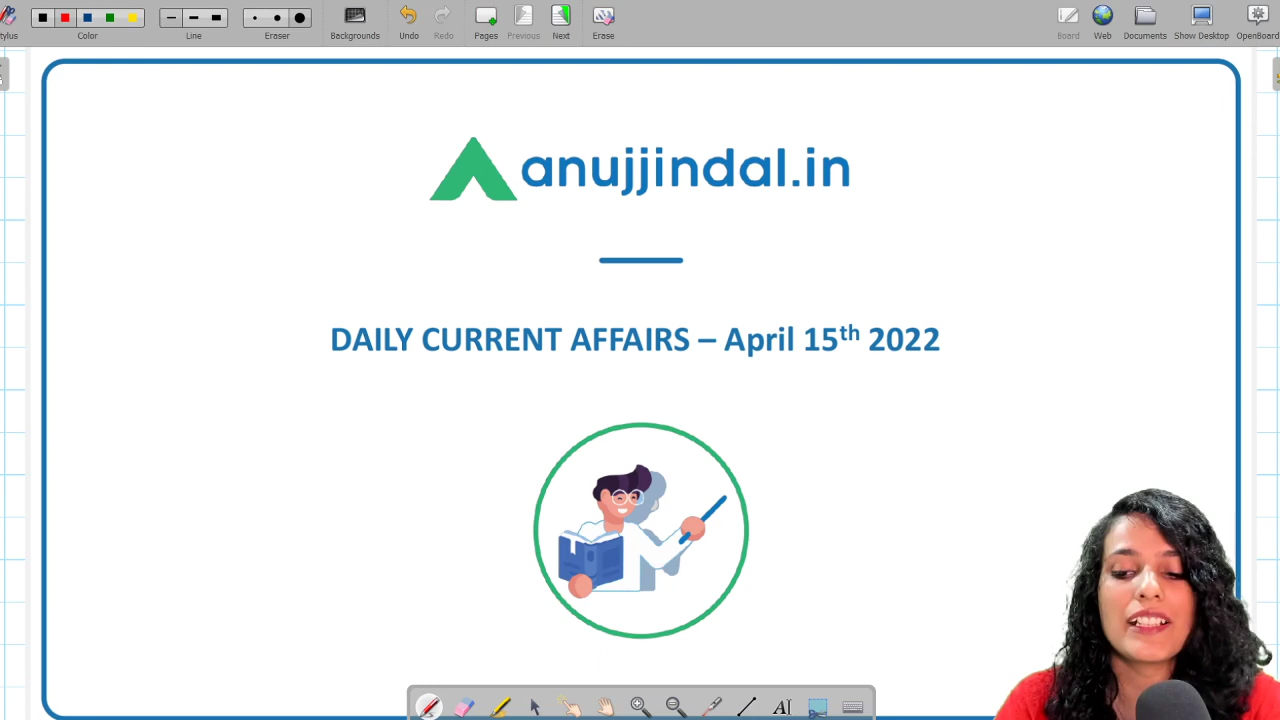 tylus
Color
Line
Eraser
Backgrounds
Undo
Redo
Pages
Previous
Next
Erase
Board
Web
Documents
Show Desktop
OpenBoard
anujjindal.in
DAILY CURRENT AFFAIRS – April 15th 2022